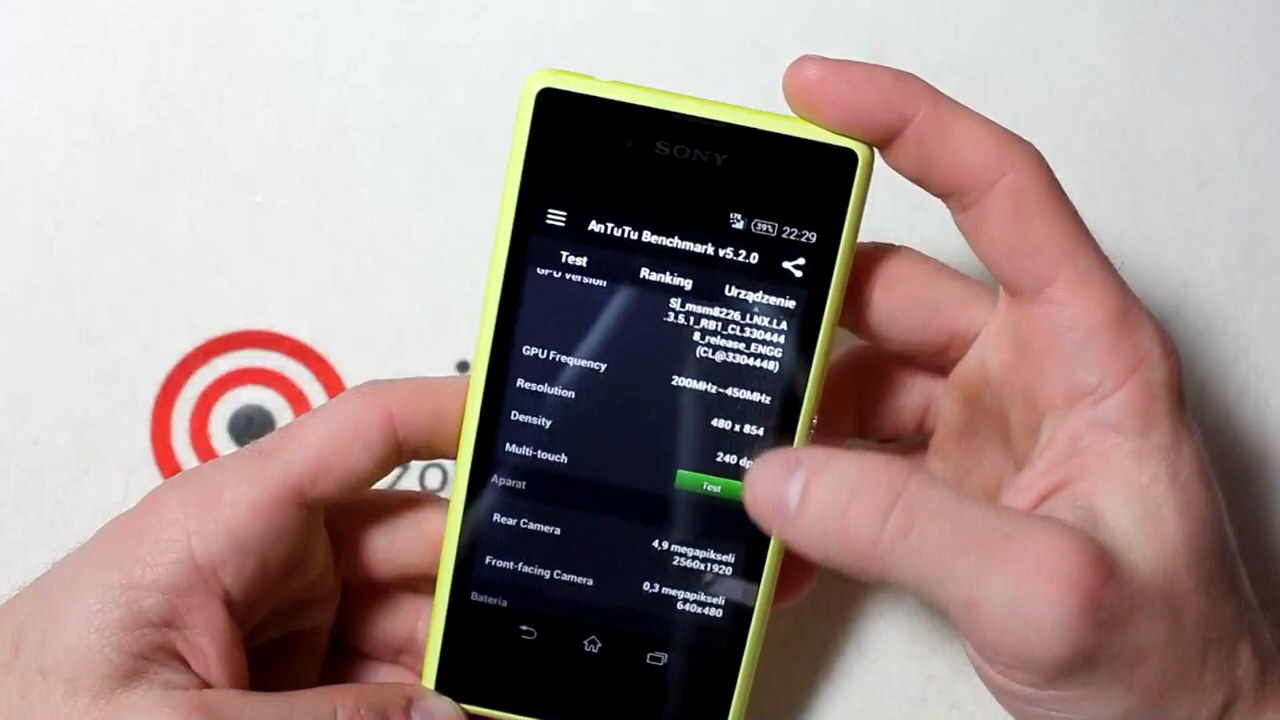 SONY
LTE 39% 22:29
AnTuTu Benchmark v5.2.0
Test Ranking Urządzenie
GPU Version
S)_msm8226_LNX.LA
.3.5.1_RB1_CL330444
8_release_ENGG
(CL@3304448)
GPU Frequency 200MHz~450MHz
Resolution 480 x 854
Density 240 dp
Multi-touch Test
Aparat
Rear Camera 4,9 megapikseli
2560x1920
Front-facing Camera 0,3 megapikseli
640x480
Bateria